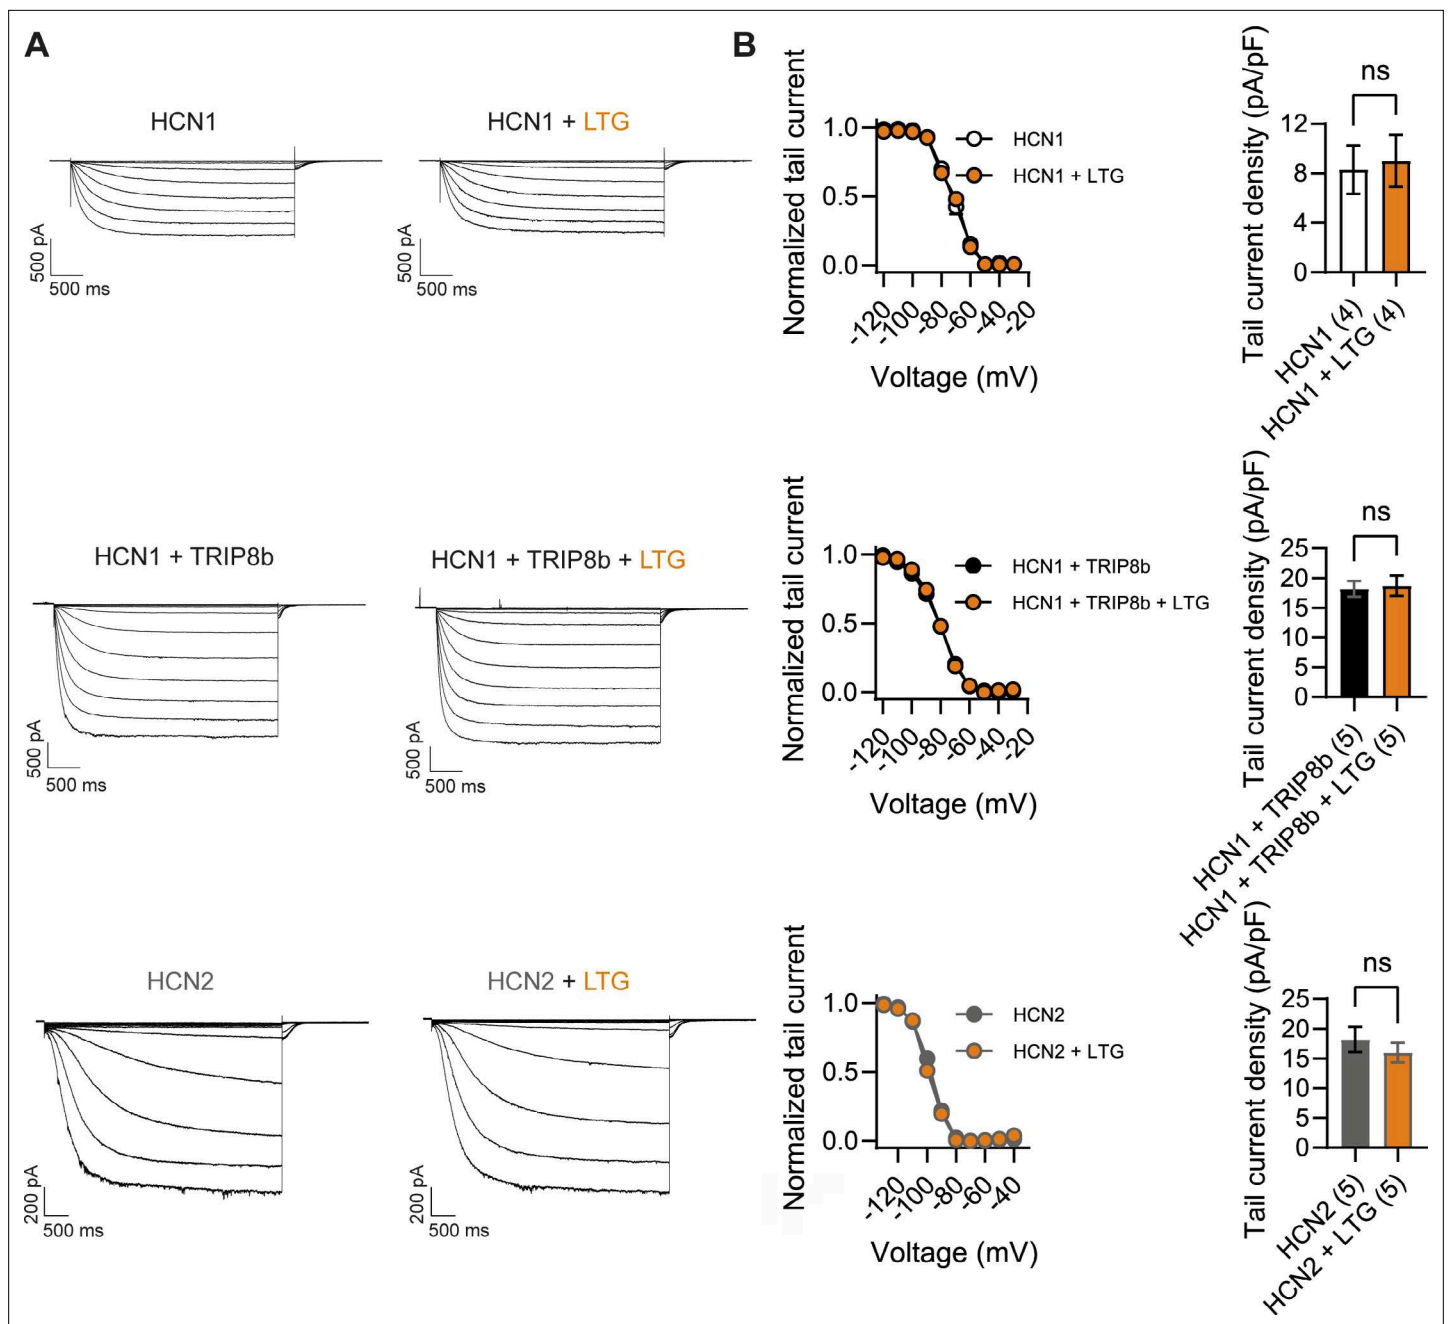 A
B
HCN1
HCN1 + LTG
500 pA
500 ms
500 pA
500 ms
Normalized tail current
1.0
0.5
0.0
HCN1
HCN1 + LTG
-120
-100
-80
-60
-40
-20
Voltage (mV)
Tail current density (pA/pF)
ns
12
8
4
0
HCN1 (4)
HCN1 + LTG (4)
HCN1 + TRIP8b
HCN1 + TRIP8b + LTG
500 pA
500 ms
500 pA
500 ms
Normalized tail current
1.0
0.5
0.0
HCN1 + TRIP8b
HCN1 + TRIP8b + LTG
-120
-100
-80
-60
-40
-20
Voltage (mV)
Tail current density (pA/pF)
ns
25
20
15
10
5
0
HCN1 + TRIP8b (5)
HCN1 + TRIP8b + LTG (5)
HCN2
HCN2 + LTG
200 pA
500 ms
200 pA
500 ms
Normalized tail current
1.0
0.5
0.0
HCN2
HCN2 + LTG
-120
-100
-80
-60
-40
Voltage (mV)
Tail current density (pA/pF)
ns
25
20
15
10
5
0
HCN2 (5)
HCN2 + LTG (5)